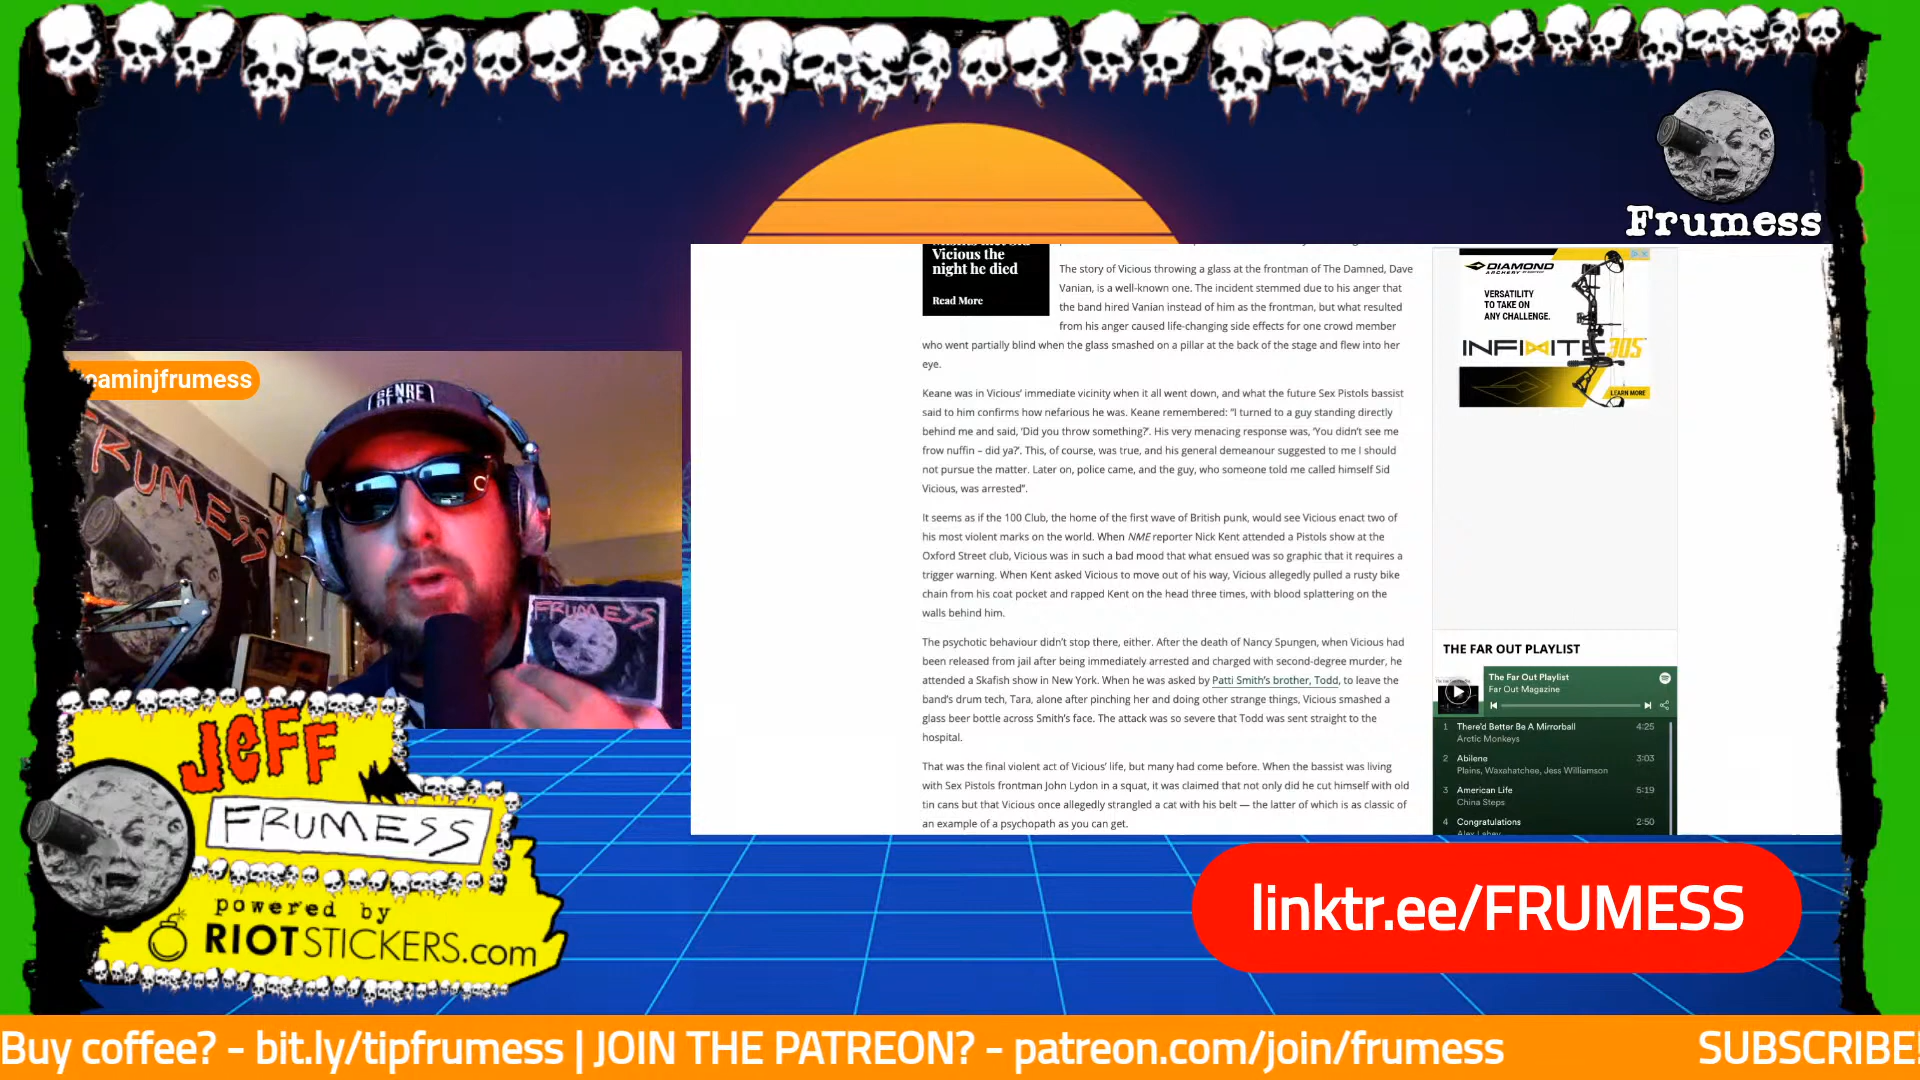 Frumess
caminjfrumess
GENRE
FRUMESS
FRUMESS
Vicious the
night he died
Read More
The story of Vicious throwing a glass at the frontman of The Damned, Dave
Vanian, is a well-known one. The incident stemmed due to his anger that
the band hired Vanian instead of him as the frontman, but what resulted
from his anger caused life-changing side effects for one crowd member
who went partially blind when the glass smashed on a pillar at the back of the stage and flew into her
eye.
Keane was in Vicious' immediate vicinity when it all went down, and what the future Sex Pistols bassist
said to him confirms how nefarious he was. Keane remembered: "I turned to a guy standing directly
behind me and said, 'Did you throw something?'. His very menacing response was, 'You didn't see me
frow nuffin – did ya?'. This, of course, was true, and his general demeanour suggested to me I should
not pursue the matter. Later on, police came, and the guy, who someone told me called himself Sid
Vicious, was arrested".
It seems as if the 100 Club, the home of the first wave of British punk, would see Vicious enact two of
his most violent marks on the world. When NME reporter Nick Kent attended a Pistols show at the
Oxford Street club, Vicious was in such a bad mood that what ensued was so graphic that it requires a
trigger warning. When Kent asked Vicious to move out of his way, Vicious allegedly pulled a rusty bike
chain from his coat pocket and rapped Kent on the head three times, with blood splattering on the
walls behind him.
The psychotic behaviour didn't stop there, either. After the death of Nancy Spungen, when Vicious had
been released from jail after being immediately arrested and charged with second-degree murder, he
attended a Skafish show in New York. When he was asked by Patti Smith's brother, Todd, to leave the
band's drum tech, Tara, alone after pinching her and doing other strange things, Vicious smashed a
glass beer bottle across Smith's face. The attack was so severe that Todd was sent straight to the
hospital.
That was the final violent act of Vicious' life, but many had come before. When the bassist was living
with Sex Pistols frontman John Lydon in a squat, it was claimed that not only did he cut himself with old
tin cans but that Vicious once allegedly strangled a cat with his belt — the latter of which is as classic of
an example of a psychopath as you can get.
DIAMOND
VERSATILITY
TO TAKE ON
ANY CHALLENGE.
INFINITE 305
LEARN MORE
THE FAR OUT PLAYLIST
The Far Out Playlist
Far Out Magazine
1 There'd Better Be A Mirrorball 4:25
Arctic Monkeys
2 Abilene 3:03
Plains, Waxahatchee, Jess Williamson
3 American Life 5:19
China Steps
4 Congratulations 2:50
Alex Lahey
JEFF
FRUMESS
powered by
RIOTSTICKERS.com
linktr.ee/FRUMESS
Buy coffee? - bit.ly/tipfrumess | JOIN THE PATREON? - patreon.com/join/frumess SUBSCRIBE!